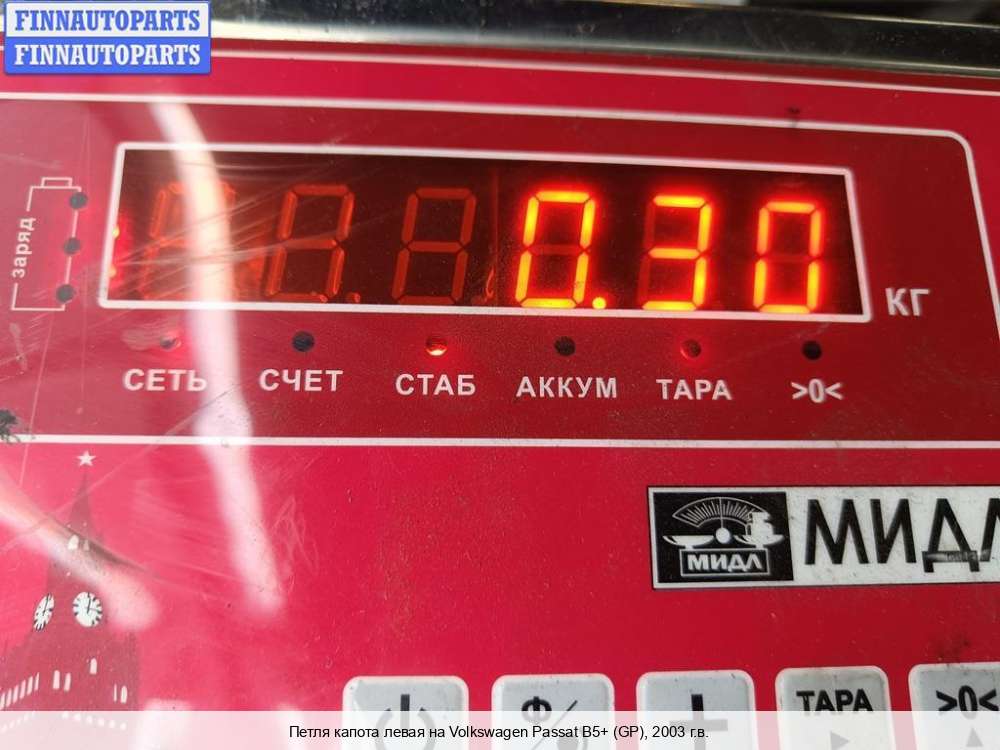 FINNAUTOPARTS
FINNAUTOPARTS
заряд
0.30
КГ
СЕТЬ
СЧЕТ
СТАБ
АККУМ
ТАРА
>0<
МИДЛ
МИДЛ
ТАРА
>0<
Петля капота левая на Volkswagen Passat B5+ (GP), 2003 г.в.